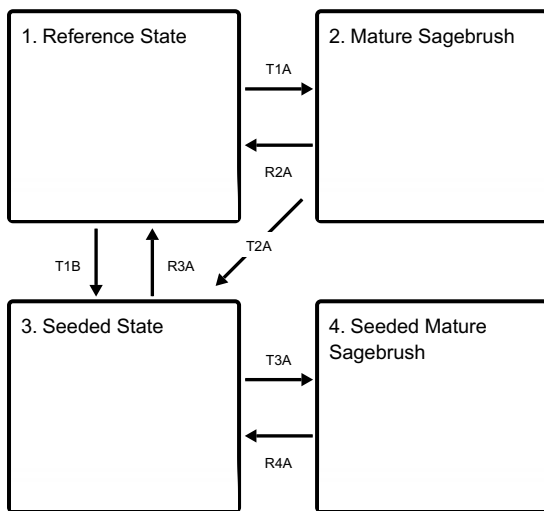 1. Reference State
2. Mature Sagebrush
T1A
R2A
T2A
T1B
R3A
3. Seeded State
4. Seeded Mature
Sagebrush
T3A
R4A